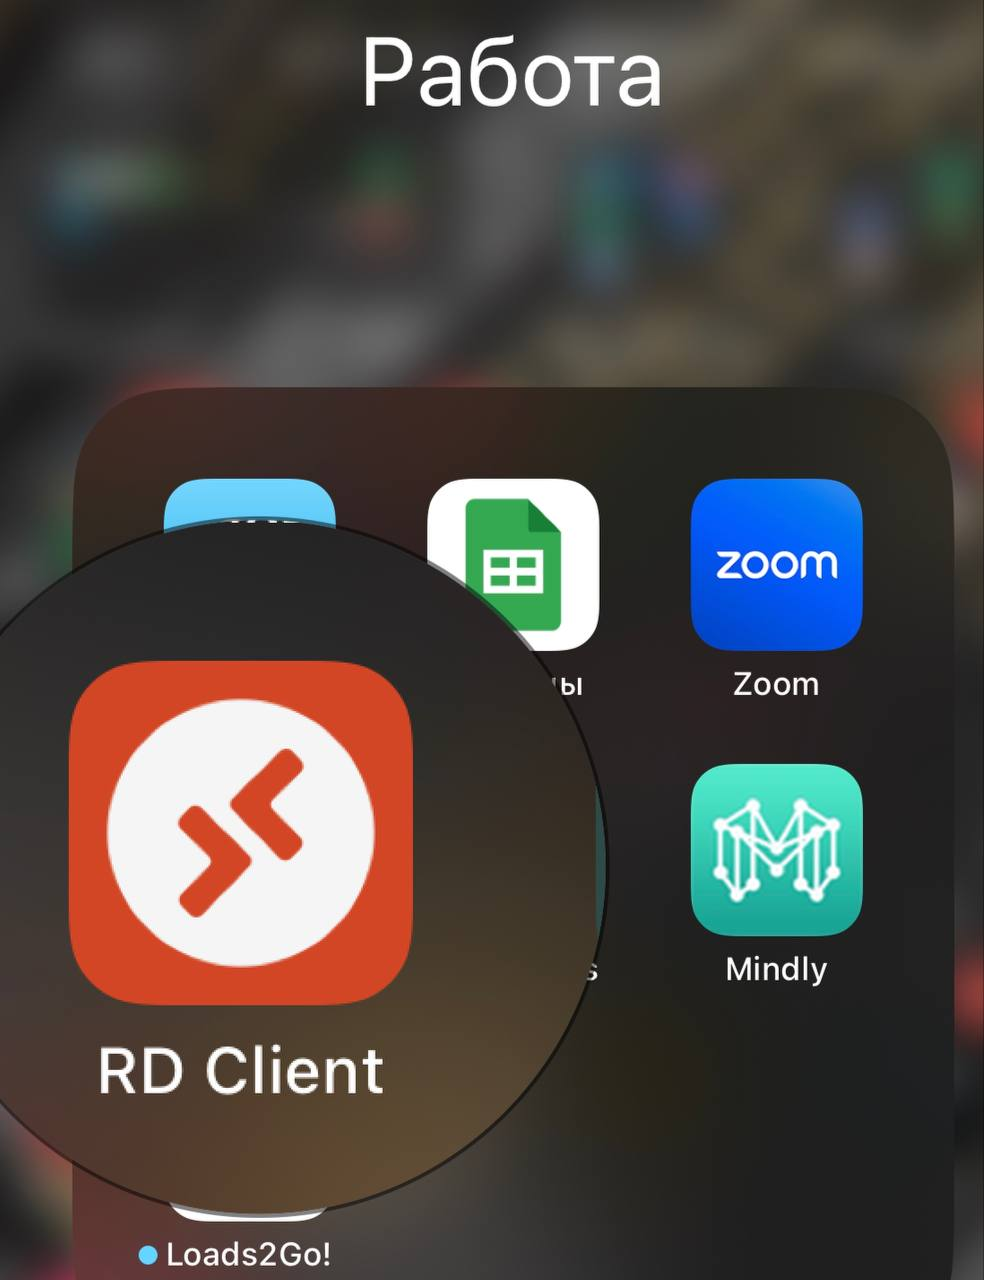 Работа
zoom
Zoom
Mindly
RD Client
Loads2Go!